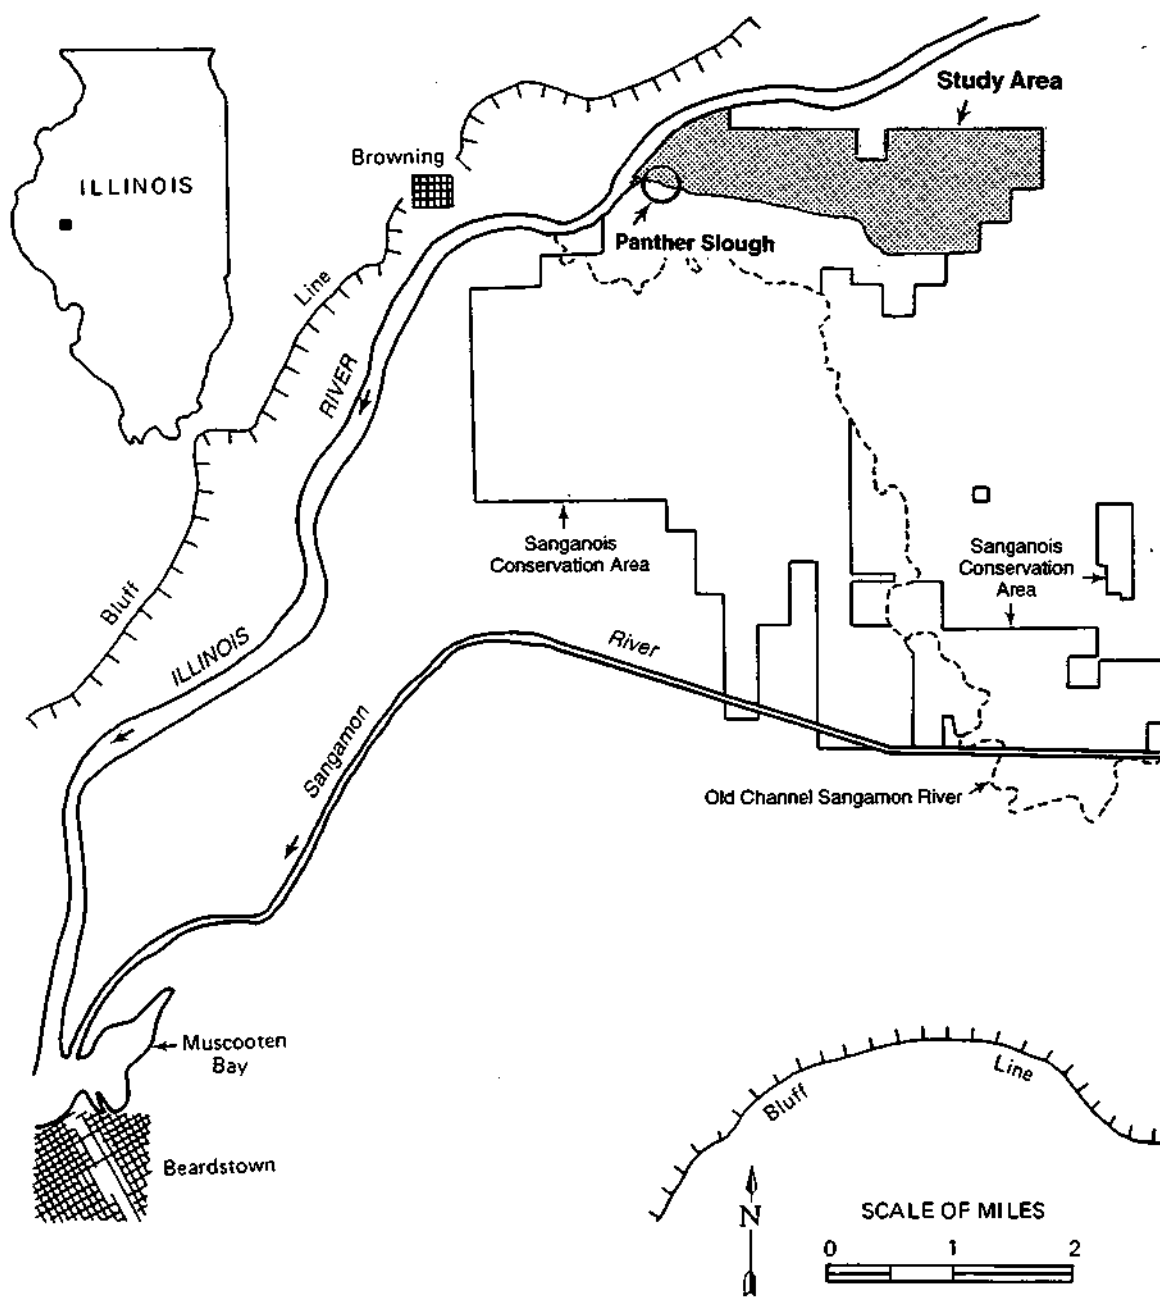 Study Area
Browning
ILLINOIS
Panther Slough
Line
RIVER
Sanganois
Conservation Area
Sanganois
Conservation
Area
Bluff
ILLINOIS
River
Sangamon
Old Channel Sangamon River
Muscooten
Bay
Beardstown
Bluff
Line
N
SCALE OF MILES
0 1 2